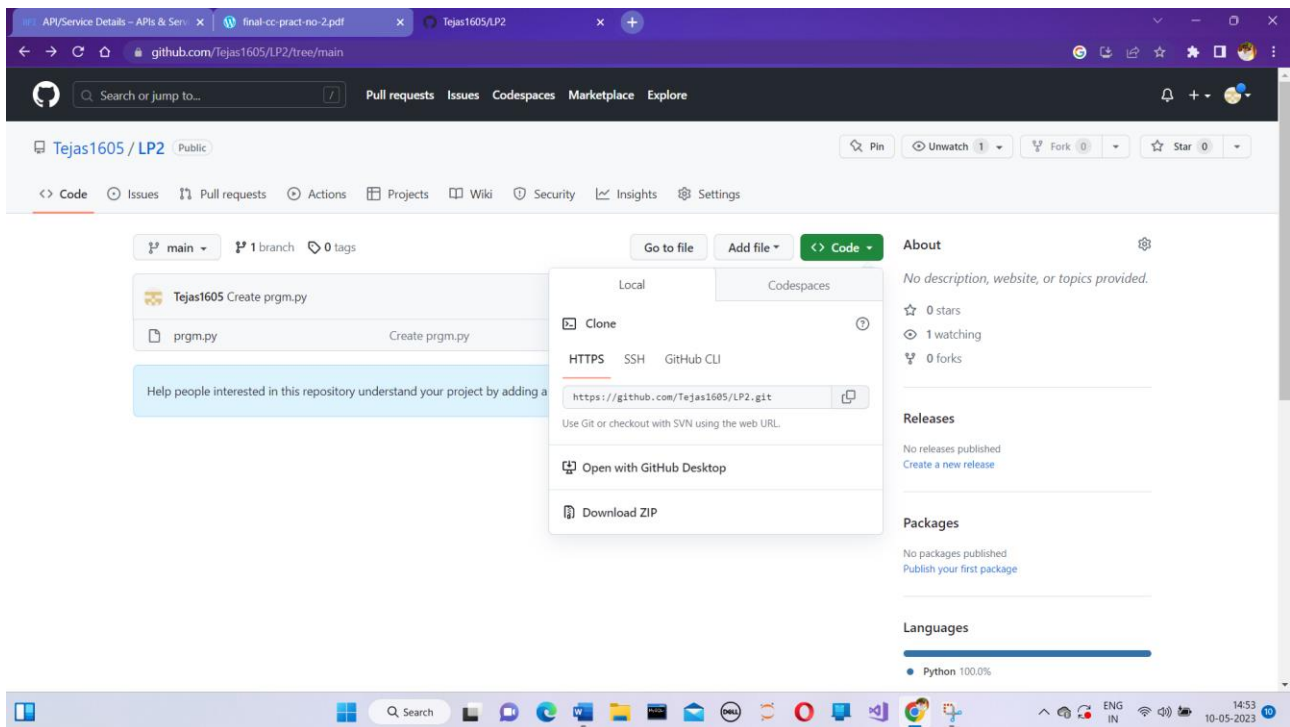 API/Service Details – APIs & Serv
final-cc-pract-no-2.pdf
Tejas1605/LP2
github.com/Tejas1605/LP2/tree/main
Search or jump to...
/
Pull requests Issues Codespaces Marketplace Explore
Tejas1605 / LP2 Public
Pin
Unwatch 1
Fork 0
Star 0
<> Code Issues Pull requests Actions Projects Wiki Security Insights Settings
main 1 branch 0 tags
Go to file Add file <> Code
Tejas1605 Create prgm.py
prgm.py Create prgm.py
Help people interested in this repository understand your project by adding a
Local Codespaces
Clone
HTTPS SSH GitHub CLI
https://github.com/Tejas1605/LP2.git
Use Git or checkout with SVN using the web URL.
Open with GitHub Desktop
Download ZIP
About
No description, website, or topics provided.
0 stars
1 watching
0 forks
Releases
No releases published
Create a new release
Packages
No packages published
Publish your first package
Languages
Python 100.0%
Search
ENG
IN
14:53
10-05-2023
10